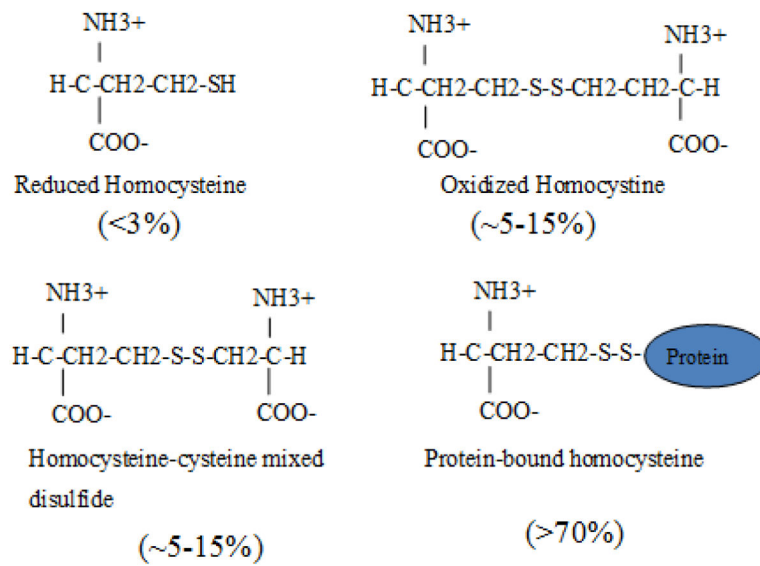 NH3+
H-C-CH2-CH2-SH
COO-
Reduced Homocysteine
(<3%)
NH3+
NH3+
H-C-CH2-CH2-S-S-CH2-CH2-C-H
COO-
COO-
Oxidized Homocystine
(~5-15%)
NH3+
NH3+
H-C-CH2-CH2-S-S-CH2-C-H
COO-
COO-
Homocysteine-cysteine mixed
disulfide
(~5-15%)
NH3+
H-C-CH2-CH2-S-S-
Protein
COO-
Protein-bound homocysteine
(>70%)